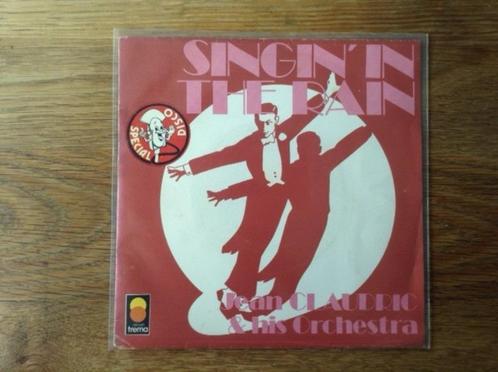 SINGIN' IN
THE RAIN
DISCO
SPECIAL
Jean CLAUDRIC
& his Orchestra
trema